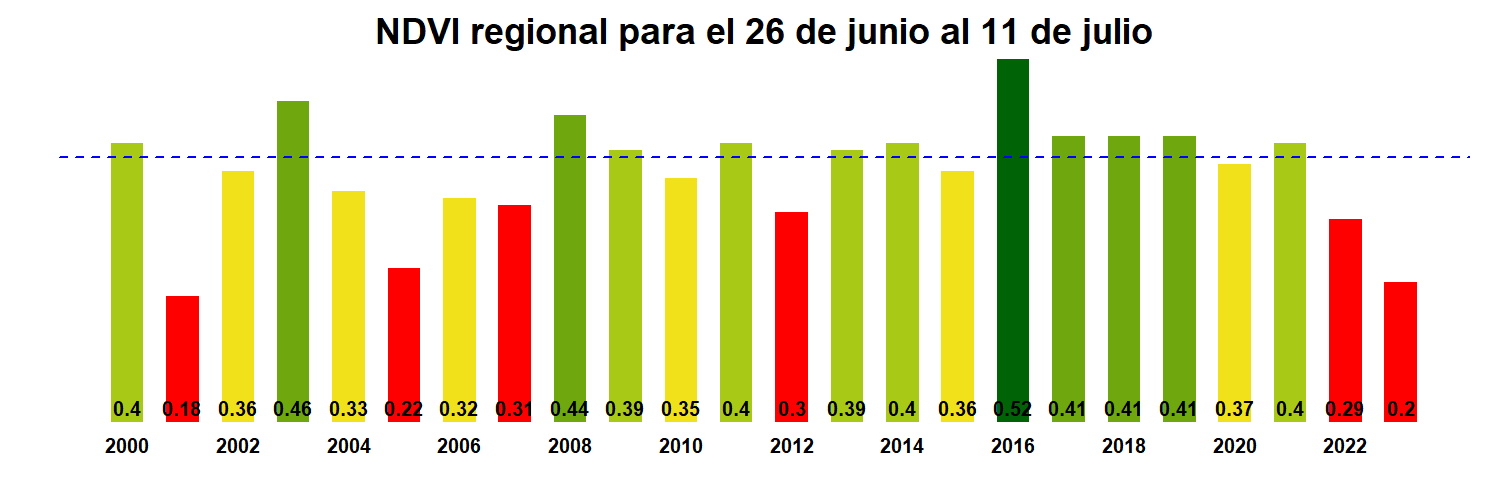 NDVI regional para el 26 de junio al 11 de julio
0.4 0.18 0.36 0.46 0.33 0.22 0.32 0.31 0.44 0.39 0.35 0.4 0.3 0.39 0.4 0.36 0.52 0.41 0.41 0.41 0.37 0.4 0.29 0.2
2000 2002 2004 2006 2008 2010 2012 2014 2016 2018 2020 2022